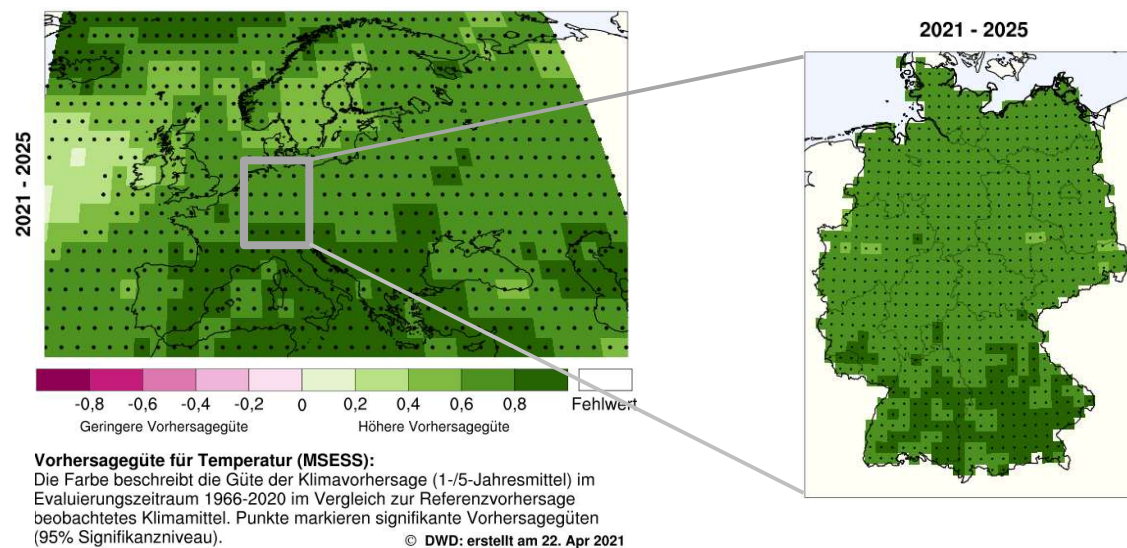 2021 - 2025
2021 - 2025
-0,8 -0,6 -0,4 -0,2 0 0,2 0,4 0,6 0,8 Fehlwert
Geringere Vorhersagegüte Höhere Vorhersagegüte
Vorhersagegüte für Temperatur (MSESS):
Die Farbe beschreibt die Güte der Klimavorhersage (1-/5-Jahresmittel) im
Evaluierungszeitraum 1966-2020 im Vergleich zur Referenzvorhersage
beobachtetes Klimamittel. Punkte markieren signifikante Vorhersagegüten
(95% Signifikanzniveau). © DWD: erstellt am 22. Apr 2021